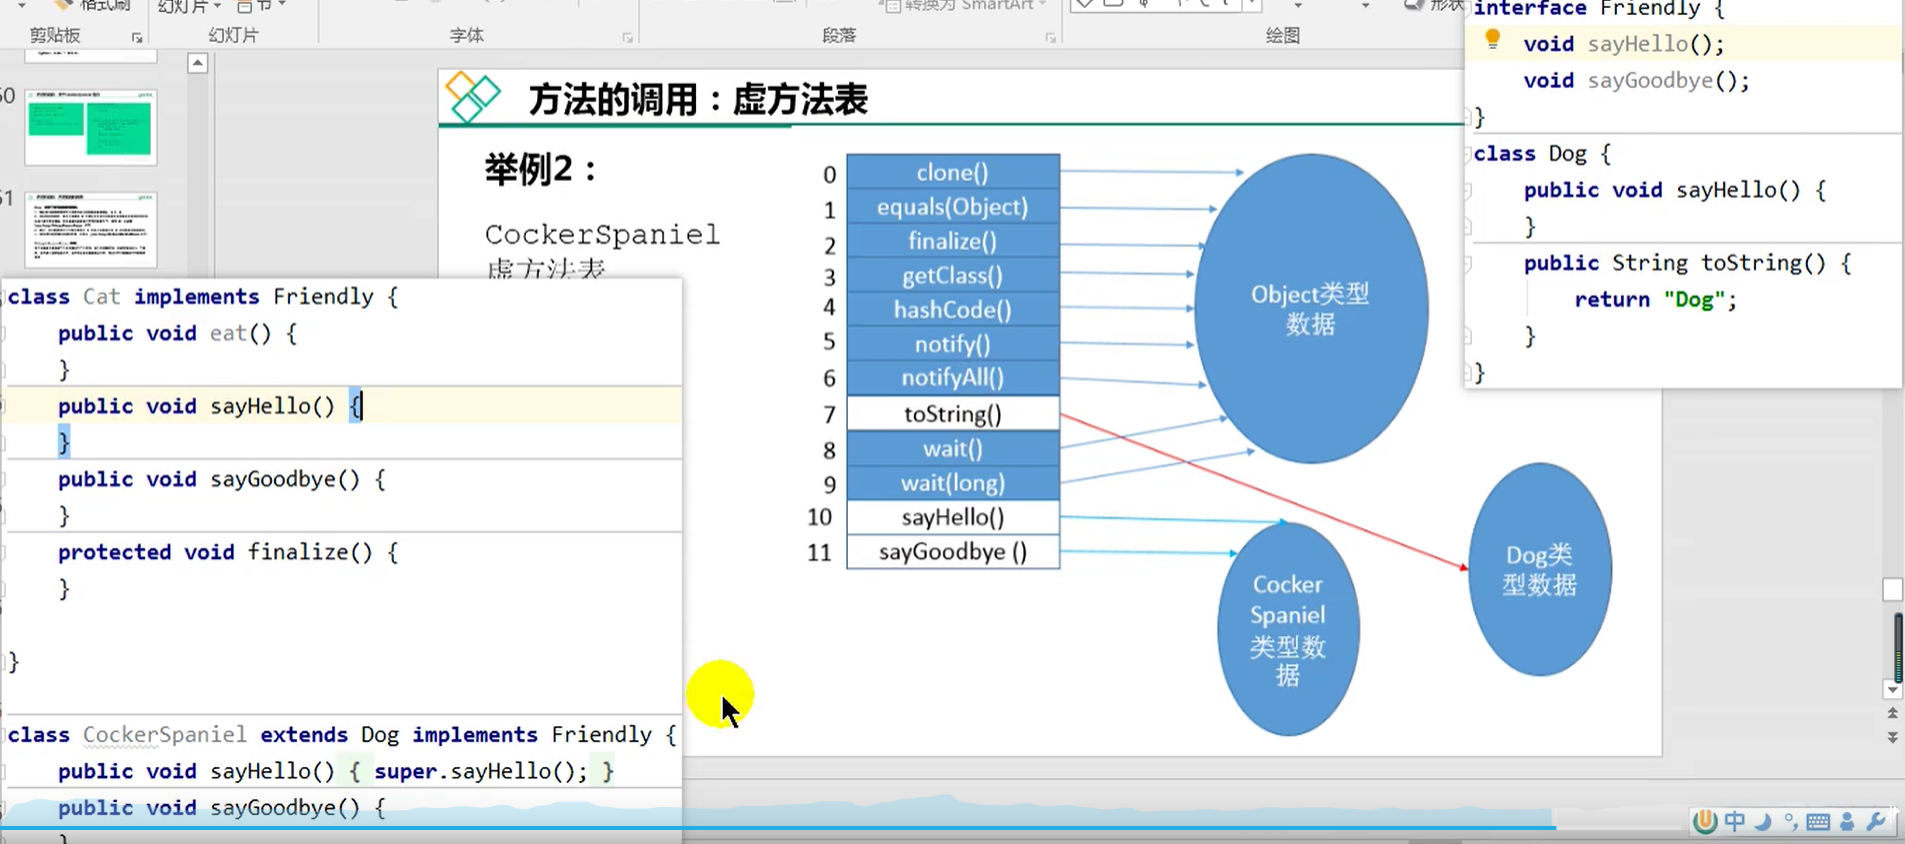 格式刷
幻灯片
节
转换为 SmartArt
形状
剪贴板
幻灯片
字体
段落
绘图
50
51
方法的调用：虚方法表
举例2：
CockerSpaniel
虚方法表
0 clone()
1 equals(Object)
2 finalize()
3 getClass()
4 hashCode()
5 notify()
6 notifyAll()
7 toString()
8 wait()
9 wait(long)
10 sayHello()
11 sayGoodbye ()
Object类型
数据
Cocker
Spaniel
类型数
据
Dog类
型数据
interface Friendly {
void sayHello();
void sayGoodbye();
}
class Dog {
public void sayHello() {
}
public String toString() {
return "Dog";
}
}
class Cat implements Friendly {
public void eat() {
}
public void sayHello() {
}
public void sayGoodbye() {
}
protected void finalize() {
}
}
class CockerSpaniel extends Dog implements Friendly {
public void sayHello() { super.sayHello(); }
public void sayGoodbye() {
}
中